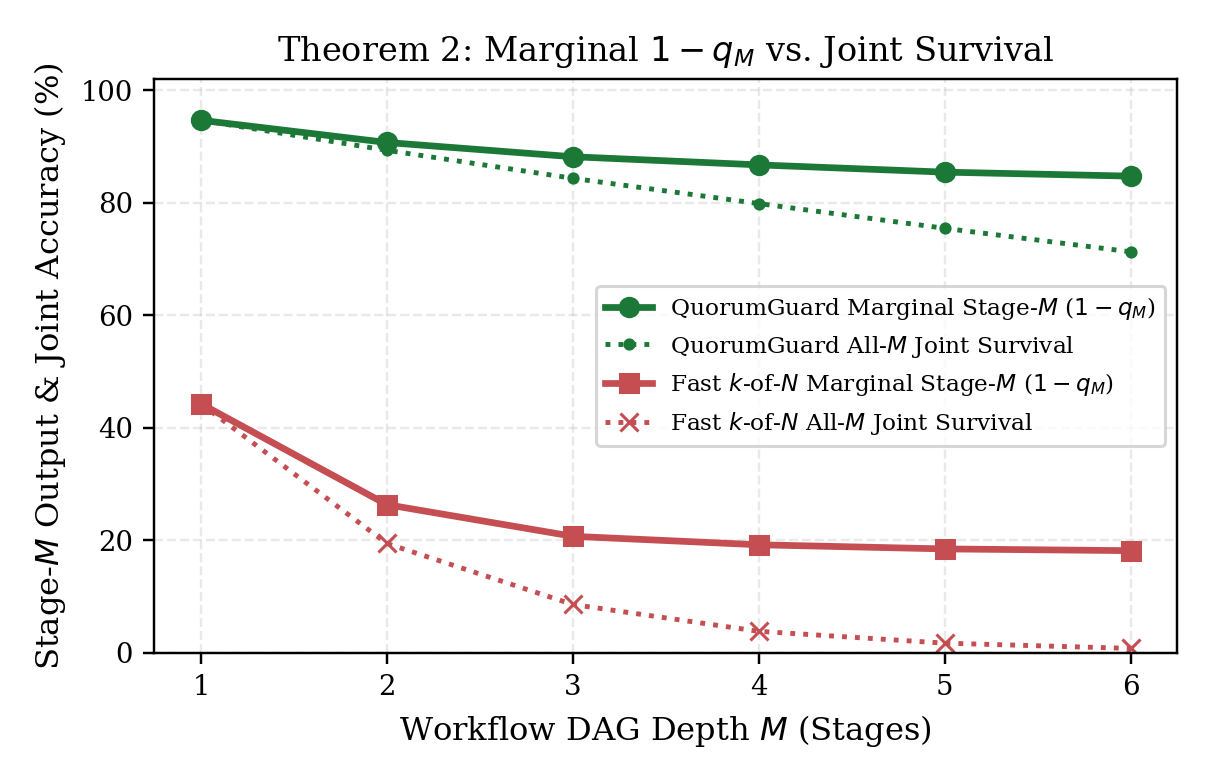 Theorem 2: Marginal 1 − q_M vs. Joint Survival
Stage-M Output & Joint Accuracy (%)
100
80
60
40
20
0
QuorumGuard Marginal Stage-M (1 − q_M)
QuorumGuard All-M Joint Survival
Fast k-of-N Marginal Stage-M (1 − q_M)
Fast k-of-N All-M Joint Survival
1 2 3 4 5 6
Workflow DAG Depth M (Stages)